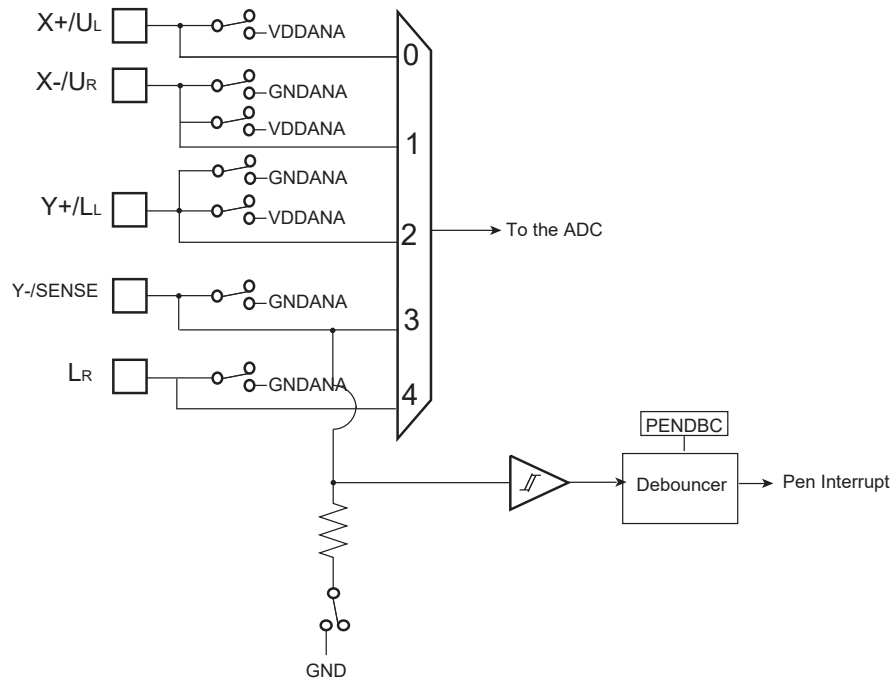 X+/UL
VDDANA
0
X-/UR
GNDANA
VDDANA
1
GNDANA
Y+/LL
VDDANA
2
To the ADC
Y-/SENSE
GNDANA
3
LR
GNDANA
4
PENDBC
Debouncer
Pen Interrupt
GND